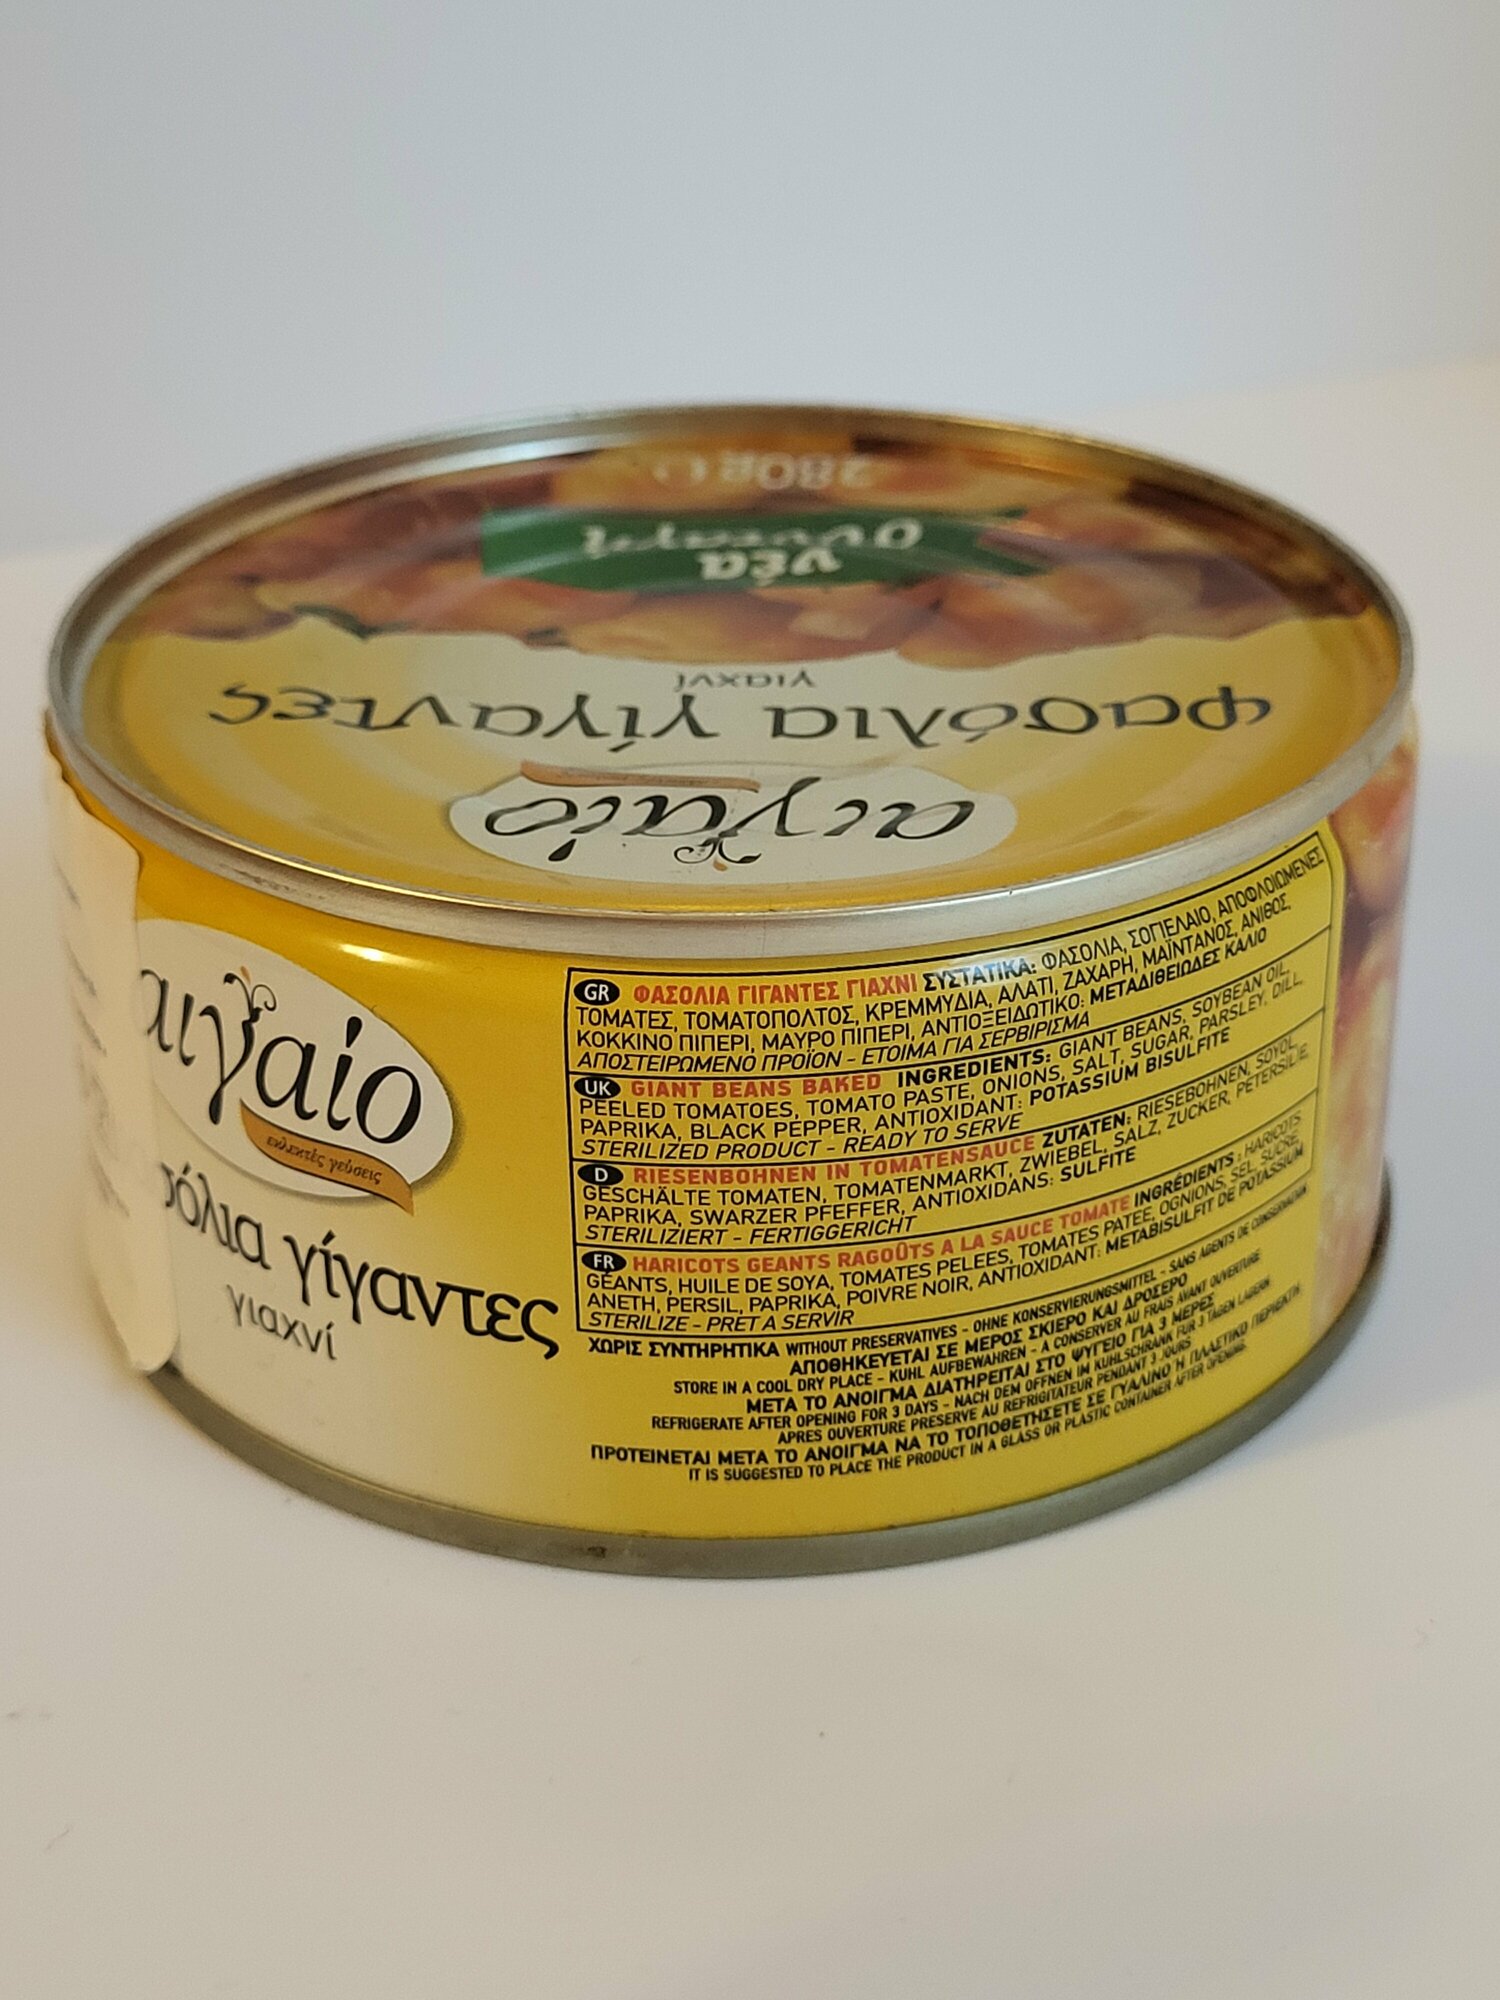 280g e
νέα
συνταγή
γιαχνί
φασόλια γίγαντες
αιγαίο
αιγαίο
εκλεκτές γεύσεις
όλια γίγαντες
γιαχνί
GR ΦΑΣΟΛΙΑ ΓΙΓΑΝΤΕΣ ΓΙΑΧΝΙ ΣΥΣΤΑΤΙΚΑ: ΦΑΣΟΛΙΑ, ΣΟΓΙΕΛΑΙΟ, ΑΠΟΦΛΟΙΩΜΕΝΕΣ
ΤΟΜΑΤΕΣ, ΤΟΜΑΤΟΠΟΛΤΟΣ, ΚΡΕΜΜΥΔΙΑ, ΑΛΑΤΙ, ΖΑΧΑΡΗ, ΜΑΪΝΤΑΝΟΣ, ΑΝΙΘΟΣ,
ΚΟΚΚΙΝΟ ΠΙΠΕΡΙ, ΜΑΥΡΟ ΠΙΠΕΡΙ, ΑΝΤΙΟΞΕΙΔΩΤΙΚΟ: ΜΕΤΑΔΙΘΕΙΩΔΕΣ ΚΑΛΙΟ
ΑΠΟΣΤΕΙΡΩΜΕΝΟ ΠΡΟΪΟΝ - ΕΤΟΙΜΑ ΓΙΑ ΣΕΡΒΙΡΙΣΜΑ
UK GIANT BEANS BAKED INGREDIENTS: GIANT BEANS, SOYBEAN OIL,
PEELED TOMATOES, TOMATO PASTE, ONIONS, SALT, SUGAR, PARSLEY, DILL,
PAPRIKA, BLACK PEPPER, ANTIOXIDANT: POTASSIUM BISULFITE
STERILIZED PRODUCT - READY TO SERVE
D RIESENBOHNEN IN TOMATENSAUCE ZUTATEN: RIESEBOHNEN, SOYOL,
GESCHÄLTE TOMATEN, TOMATENMARKT, ZWIEBEL, SALZ, ZUCKER, PETERSILIE,
PAPRIKA, SWARZER PFEFFER, ANTIOXIDANS: SULFITE
STERILIZIERT - FERTIGGERICHT
FR HARICOTS GEANTS RAGOÛTS A LA SAUCE TOMATE INGRÉDIENTS : HARICOTS
GÉANTS, HUILE DE SOYA, TOMATES PELEES, TOMATES PATEE, OGNIONS, SEL, SUCRE,
ANETH, PERSIL, PAPRIKA, POIVRE NOIR, ANTIOXIDANT: METABISULFIT DE POTASSIUM
STERILIZE - PRET A SERVIR
ΧΩΡΙΣ ΣΥΝΤΗΡΗΤΙΚΑ WITHOUT PRESERVATIVES - OHNE KONSERVIERUNGSMITTEL - SANS AGENTS DE CONSERVATION
ΑΠΟΘΗΚΕΥΕΤΑΙ ΣΕ ΜΕΡΟΣ ΣΚΙΕΡΟ ΚΑΙ ΔΡΟΣΕΡΟ
STORE IN A COOL DRY PLACE - KUHL AUFBEWAHREN - A CONSERVER AU FRAIS AVANT OUVERTURE
ΜΕΤΑ ΤΟ ΑΝΟΙΓΜΑ ΔΙΑΤΗΡΕΙΤΑΙ ΣΤΟ ΨΥΓΕΙΟ ΓΙΑ 3 ΜΕΡΕΣ
REFRIGERATE AFTER OPENING FOR 3 DAYS - NACH DEM OFFNEN IM KUHLSCHRANK FUR 3 TAGEN LAGERN
APRES OUVERTURE PRESERVE AU REFRIGITATEUR PENDANT 3 JOURS
ΠΡΟΤΕΙΝΕΤΑΙ ΜΕΤΑ ΤΟ ΑΝΟΙΓΜΑ ΝΑ ΤΟ ΤΟΠΟΘΕΤΗΣΕΤΕ ΣΕ ΓΥΑΛΙΝΟ Ή ΠΛΑΣΤΙΚΟ ΠΕΡΙΕΚΤΗ
IT IS SUGGESTED TO PLACE THE PRODUCT IN A GLASS OR PLASTIC CONTAINER AFTER OPENING.